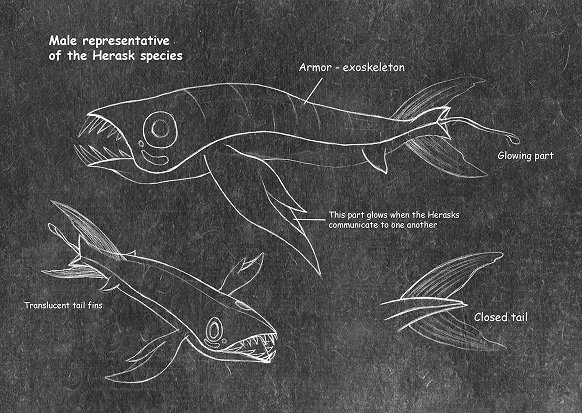 Male representative
of the Herask species
Armor - exoskeleton
Glowing part
This part glows when the Herasks
communicate to one another
Translucent tail fins
Closed tail